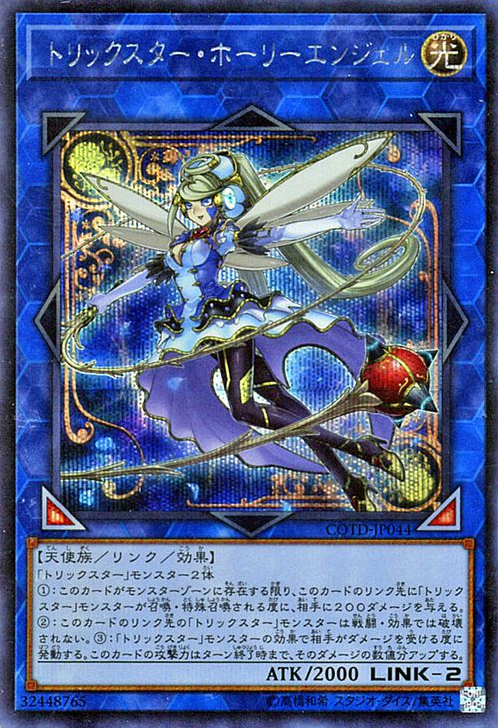 トリックスター・ホーリーエンジェル
光
COTD-JP044
【天使族／リンク／効果】
「トリックスター」モンスター2体
①：このカードがモンスターゾーンに存在する限り、このカードのリンク先に「トリック
スター」モンスターが召喚・特殊召喚される度に、相手に200ダメージを与える。
②：このカードのリンク先の「トリックスター」モンスターは戦闘・効果では破壊
されない。③：「トリックスター」モンスターの効果で相手がダメージを受ける度に
発動する。このカードの攻撃力はターン終了時まで、そのダメージの数値分アップする。
ATK/2000 LINK-2
32448765
©高橋和希 スタジオ・ダイス/集英社